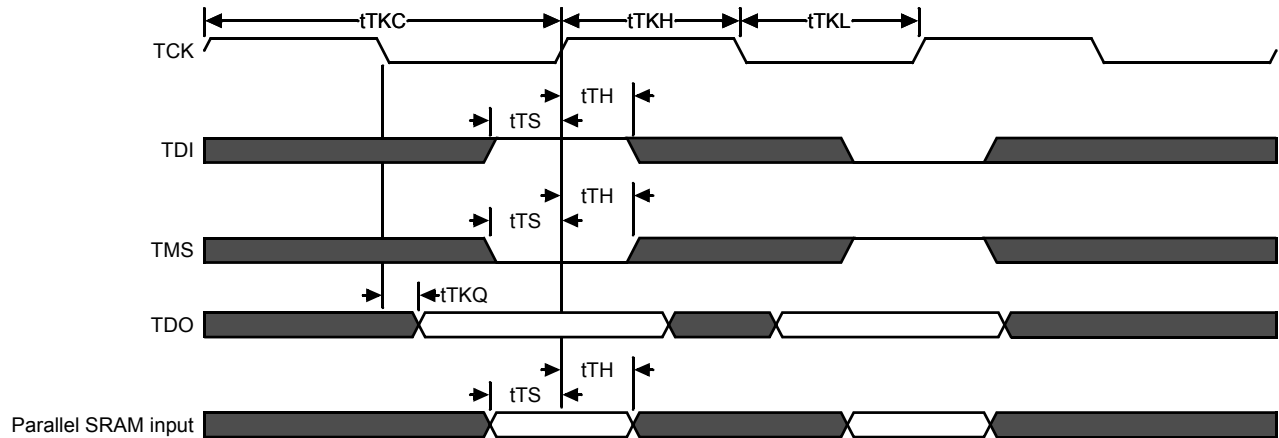 tTKC tTKH tTKL
TCK
tTH
tTS
TDI
tTH
tTS
TMS
tTKQ
TDO
tTH
tTS
Parallel SRAM input